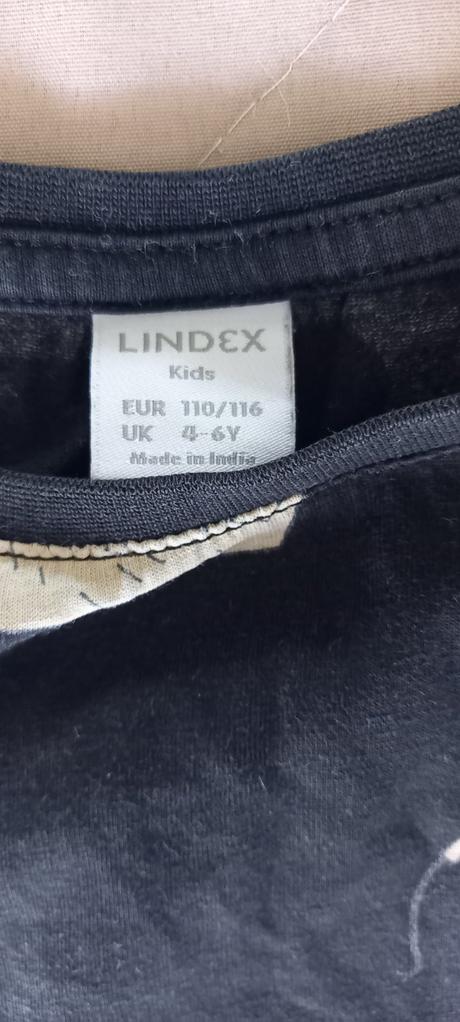 LINDEX
Kids
EUR 110/116
UK 4-6Y
Made in India